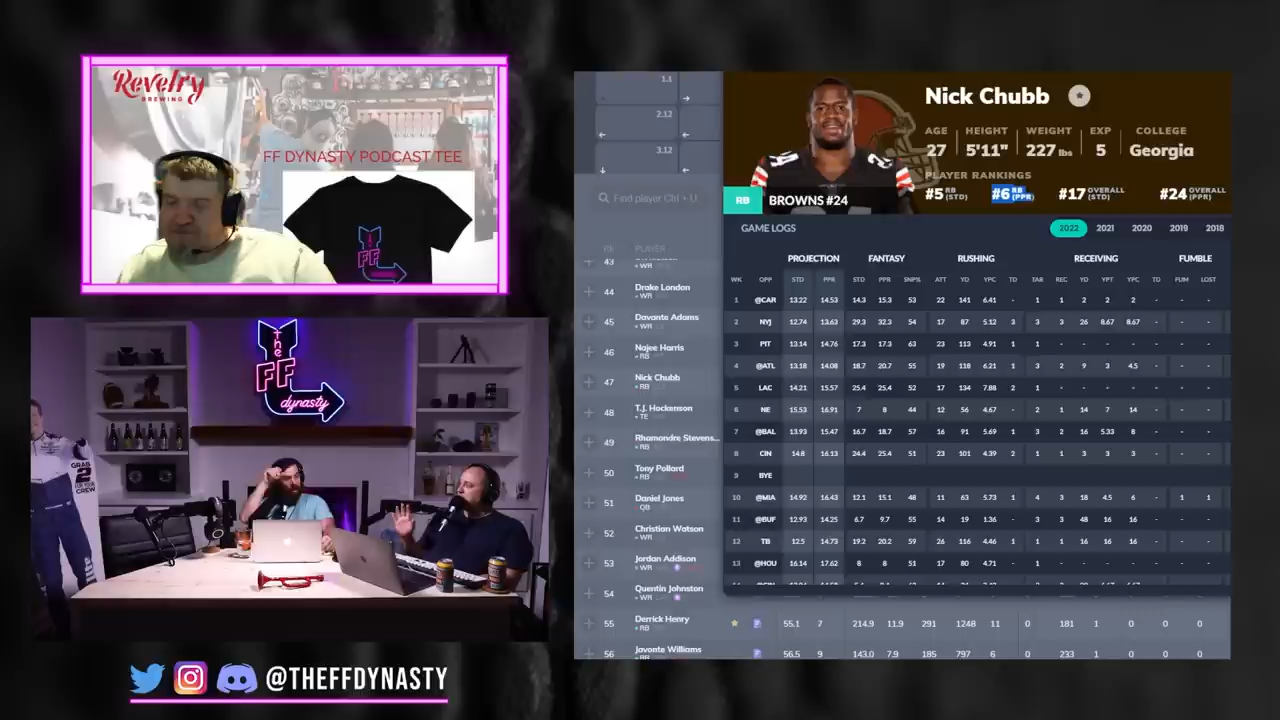 Revelry
BREWING
FF DYNASTY PODCAST TEE
FF
The
FF
dynasty
GRAB
2
FOR YOUR
CREW
@THEFFDYNASTY
1.1
2.12
3.12
Find player Ctrl + U
RK PLAYER
43
WR
44 Drake London
WR
45 Davante Adams
WR
46 Najee Harris
RB
47 Nick Chubb
RB
48 T.J. Hockenson
TE
49 Rhamondre Stevens...
RB
50 Tony Pollard
RB
51 Daniel Jones
QB
52 Christian Watson
WR
53 Jordan Addison
WR
54 Quentin Johnston
WR
55 Derrick Henry 55.1 7 214.9 11.9 291 1248 11 0 181 1 0 0 0
RB
56 Javonte Williams 56.5 9 143.0 7.9 185 797 6 0 233 1 0 0 0
RB
Nick Chubb
AGE HEIGHT WEIGHT EXP COLLEGE
27 5'11" 227 lbs 5 Georgia
PLAYER RANKINGS
#5 RB (STD) #6 RB (PPR) #17 OVERALL (STD) #24 OVERALL (PPR)
RB BROWNS #24
GAME LOGS 2022 2021 2020 2019 2018
PROJECTION FANTASY RUSHING RECEIVING FUMBLE
WK OPP STD PPR STD PPR SNP% ATT YD YPC TD TAR REC YD YPT YPC TD FUM LOST
1 @CAR 13.22 14.53 14.3 15.3 53 22 141 6.41 - 1 1 2 2 2 - - -
2 NYJ 12.74 13.63 29.3 32.3 54 17 87 5.12 3 3 3 26 8.67 8.67 - - -
3 PIT 13.14 14.76 17.3 17.3 63 23 113 4.91 1 1 - - - - - - -
4 @ATL 13.18 14.08 18.7 20.7 55 19 118 6.21 1 3 2 9 3 4.5 - - -
5 LAC 14.21 15.57 25.4 25.4 52 17 134 7.88 2 1 - - - - - - -
6 NE 15.53 16.91 7 8 44 12 56 4.67 - 2 1 14 7 14 - - -
7 @BAL 13.93 15.47 16.7 18.7 57 16 91 5.69 1 3 2 16 5.33 8 - - -
8 CIN 14.8 16.13 24.4 25.4 51 23 101 4.39 2 1 1 3 3 3 - - -
9 BYE
10 @MIA 14.92 16.43 12.1 15.1 48 11 63 5.73 1 4 3 18 4.5 6 - 1 1
11 @BUF 12.93 14.25 6.7 9.7 55 14 19 1.36 - 3 3 48 16 16 - - -
12 TB 12.5 14.73 19.2 20.2 59 26 116 4.46 1 1 1 16 16 16 - - -
13 @HOU 16.14 17.62 8 8 51 17 80 4.71 - 1 - - - - - - -